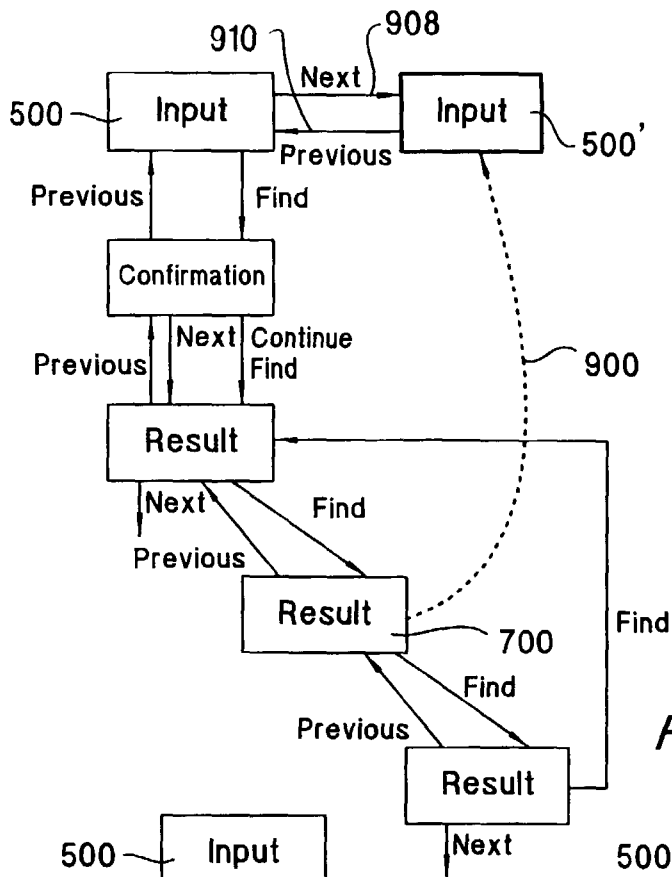 910
908
500
Input
Next
Input
500'
Previous
Previous
Find
Confirmation
Previous
Next
Continue
Find
900
Result
Next
Find
Previous
Result
700
Find
Find
Previous
Result
500
Input
Next
500